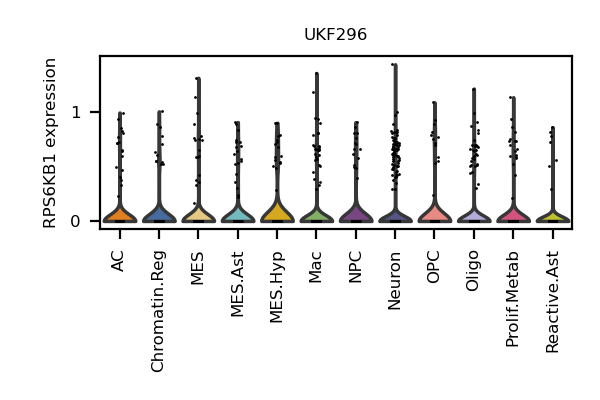 UKF296
RPS6KB1 expression
1
0
AC
Chromatin.Reg
MES
MES.Ast
MES.Hyp
Mac
NPC
Neuron
OPC
Oligo
Prolif.Metab
Reactive.Ast